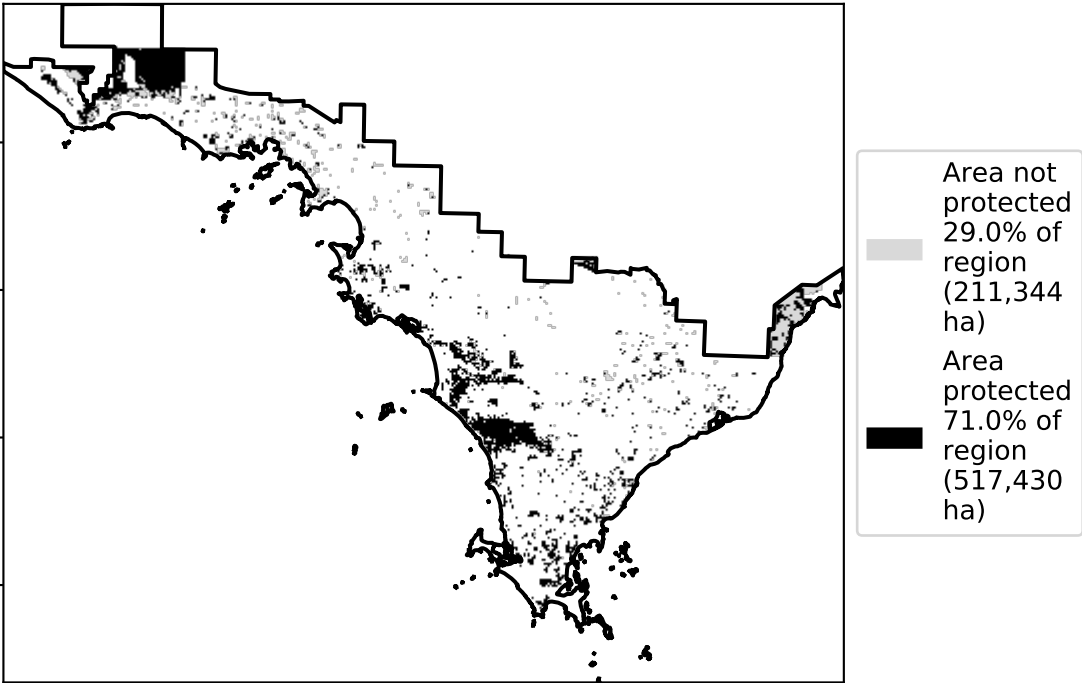 Area not
protected
29.0% of
region
(211,344
ha)
Area
protected
71.0% of
region
(517,430
ha)